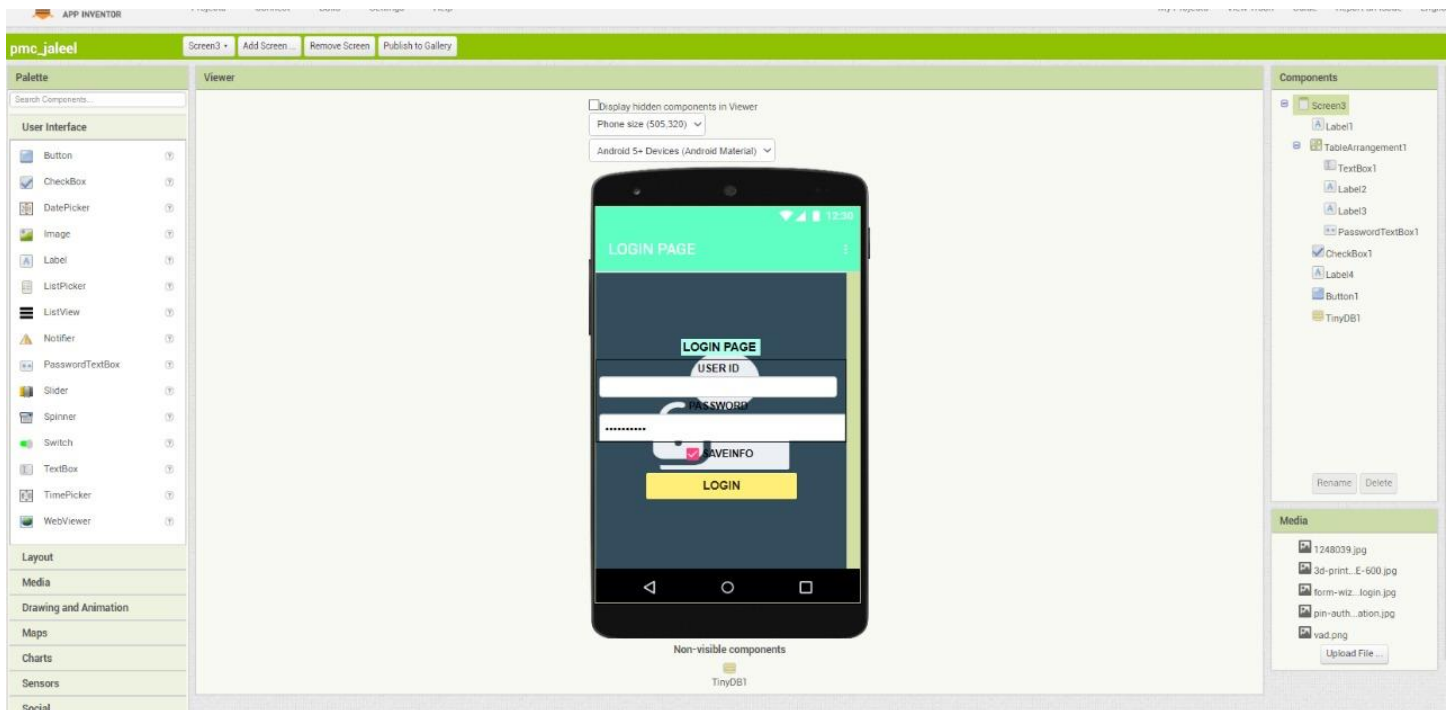 APP INVENTOR
pmc_jaleel
Screen3
Add Screen ...
Remove Screen
Publish to Gallery
Palette
Search Components...
User Interface
Button
CheckBox
DatePicker
Image
Label
ListPicker
ListView
Notifier
PasswordTextBox
Slider
Spinner
Switch
TextBox
TimePicker
WebViewer
Layout
Media
Drawing and Animation
Maps
Charts
Sensors
Social
Viewer
Display hidden components in Viewer
Phone size (505,320)
Android 5+ Devices (Android Material)
12:30
LOGIN PAGE
LOGIN PAGE
USER ID
PASSWORD
SAVEINFO
LOGIN
Non-visible components
TinyDB1
Components
Screen3
Label1
TableArrangement1
TextBox1
Label2
Label3
PasswordTextBox1
CheckBox1
Label4
Button1
TinyDB1
Rename
Delete
Media
1248039.jpg
3d-print...E-600.jpg
form-wiz...login.jpg
pin-auth...ation.jpg
vad.png
Upload File ...